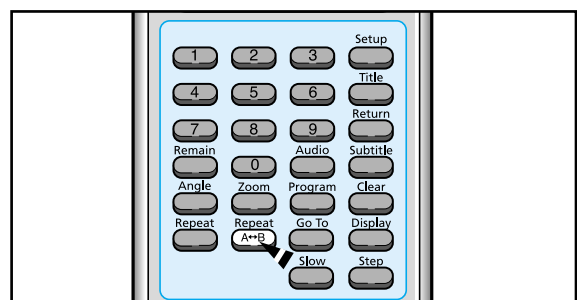 Setup
1 2 3
Title
4 5 6
Return
7 8 9
Remain Audio Subtitle
0
Angle Zoom Program Clear
Repeat Repeat Go To Display
A↔B
Slow Step